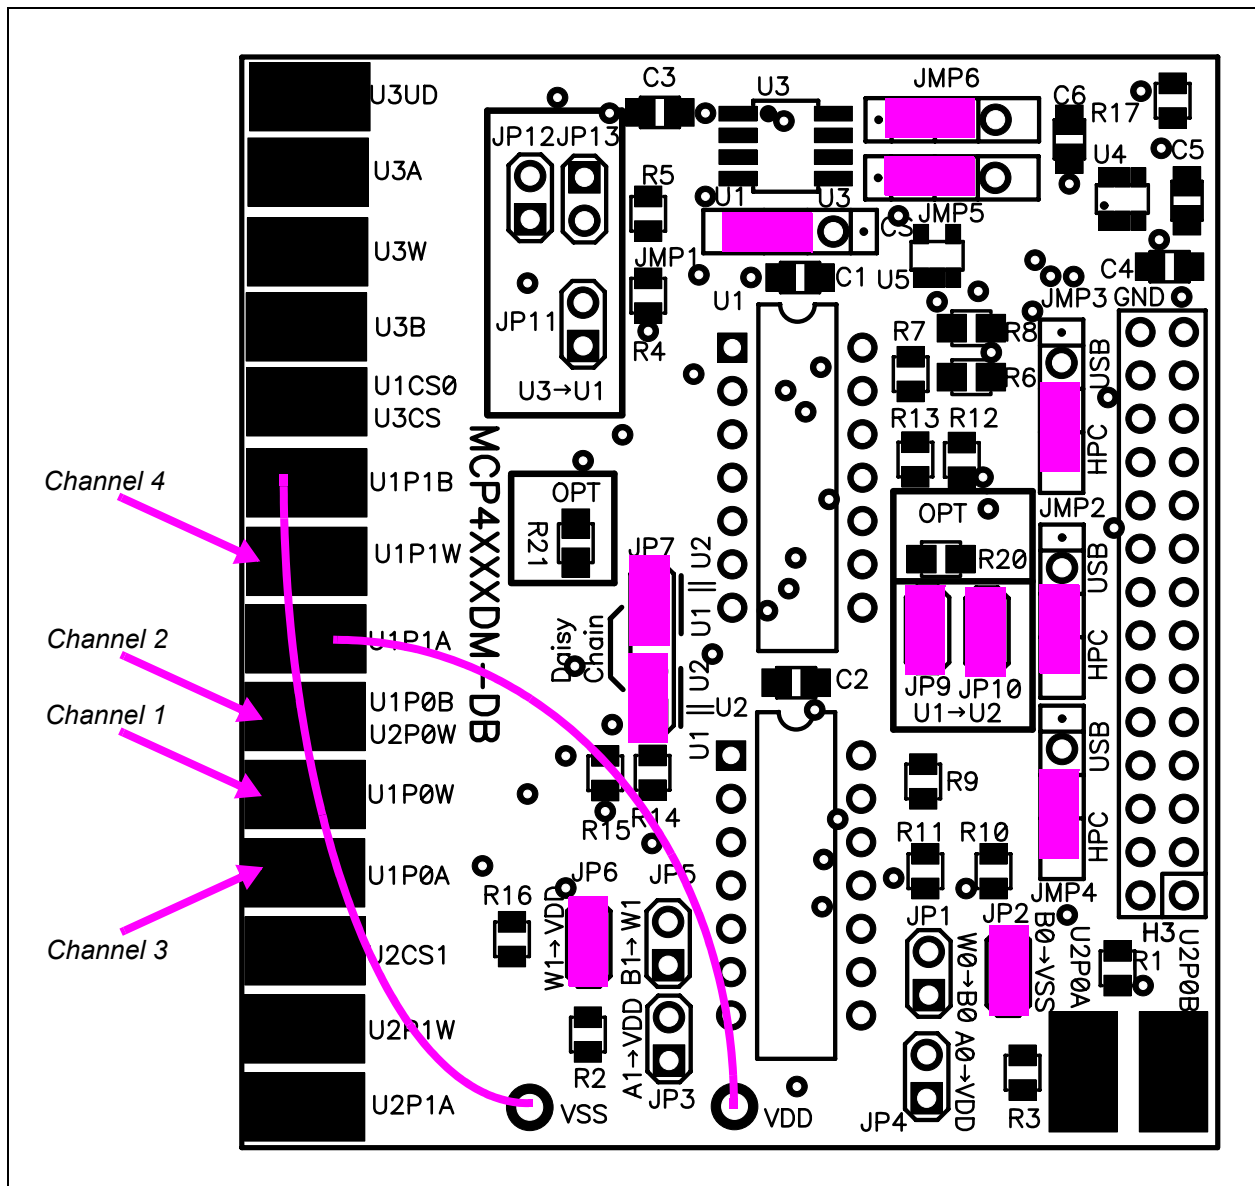 U3UD
U3A
U3W
U3B
U1CS0
U3CS
U1P1B
U1P1W
U1P1A
U1P0B
U2P0W
U1P0W
U1P0A
U2CS1
U2P1W
U2P1A
Channel 4
Channel 2
Channel 1
Channel 3
JP12 JP13
JP11
U3→U1
MCP4XXXDM-DB
C3
U3
JMP6
C6
R17
U4
C5
R5
U1
U3
CS
JMP5
JMP1
C1
U5
C4
R4
U1
JMP3
GND
R7
R8
R6
USB
HPC
R13
R12
OPT
R21
JP7
U1 || U2
Daisy
Chain
U1 || U2
OPT
R20
JMP2
USB
HPC
JP9
JP10
U1→U2
C2
U2
USB
HPC
JMP4
R15
R14
R9
R11
R10
R16
JP6
JP5
W1→VDD
B1→W1
JP1
JP2
W0→B0
B0→VSS
U2P0A
H3
U2P0B
R1
R2
A1→VDD
JP3
VSS
VDD
JP4
A0→VDD
R3